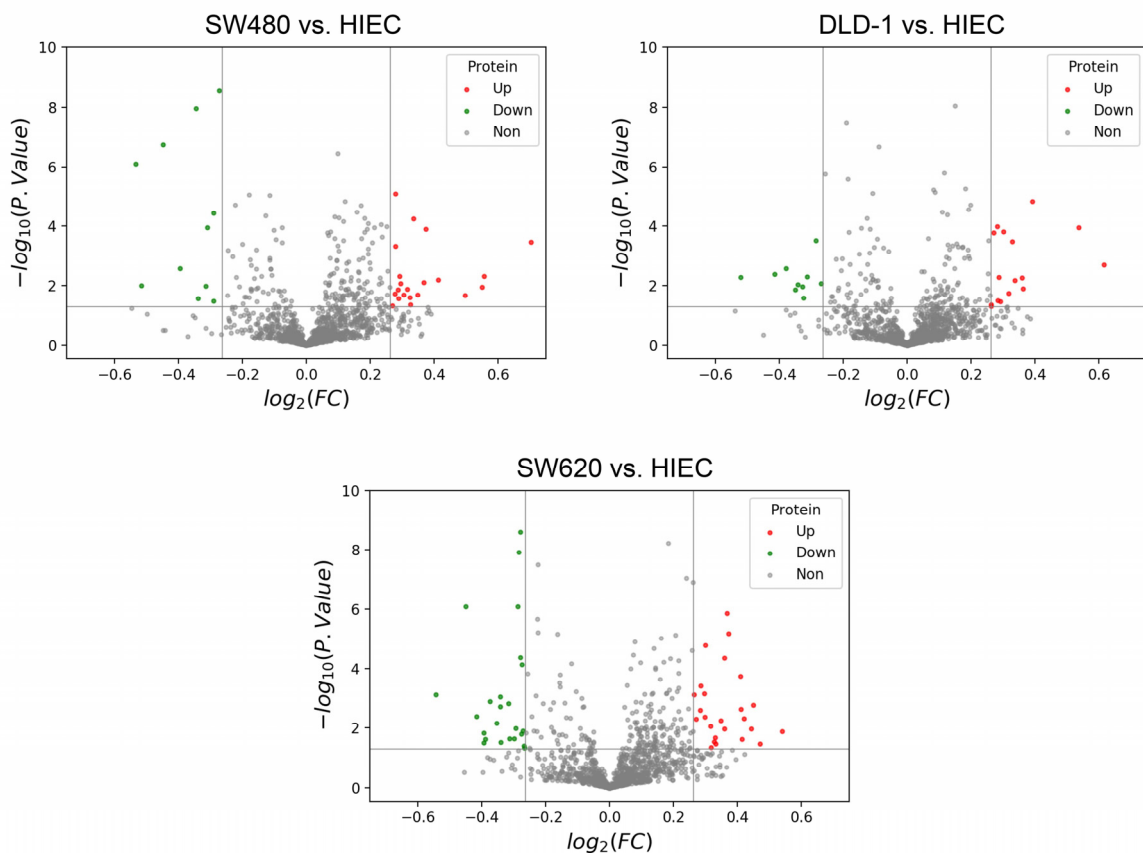 SW480 vs. HIEC
10
8
6
4
2
0
−log10(P.Value)
−0.6 −0.4 −0.2 0.0 0.2 0.4 0.6
log2(FC)
Protein
Up
Down
Non
DLD-1 vs. HIEC
10
8
6
4
2
0
−log10(P.Value)
−0.6 −0.4 −0.2 0.0 0.2 0.4 0.6
log2(FC)
Protein
Up
Down
Non
SW620 vs. HIEC
10
8
6
4
2
0
−log10(P.Value)
−0.6 −0.4 −0.2 0.0 0.2 0.4 0.6
log2(FC)
Protein
Up
Down
Non